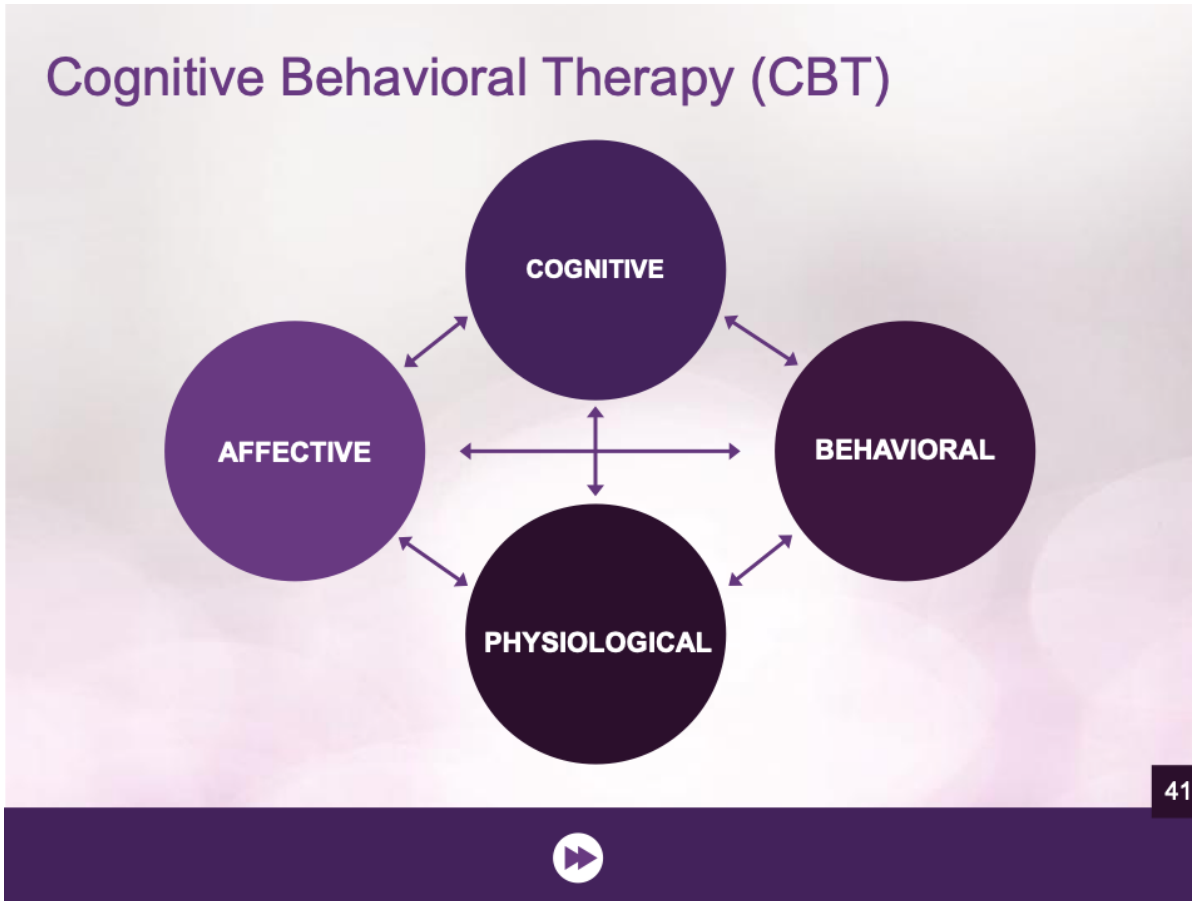 Cognitive Behavioral Therapy (CBT)
COGNITIVE
AFFECTIVE
BEHAVIORAL
PHYSIOLOGICAL
41